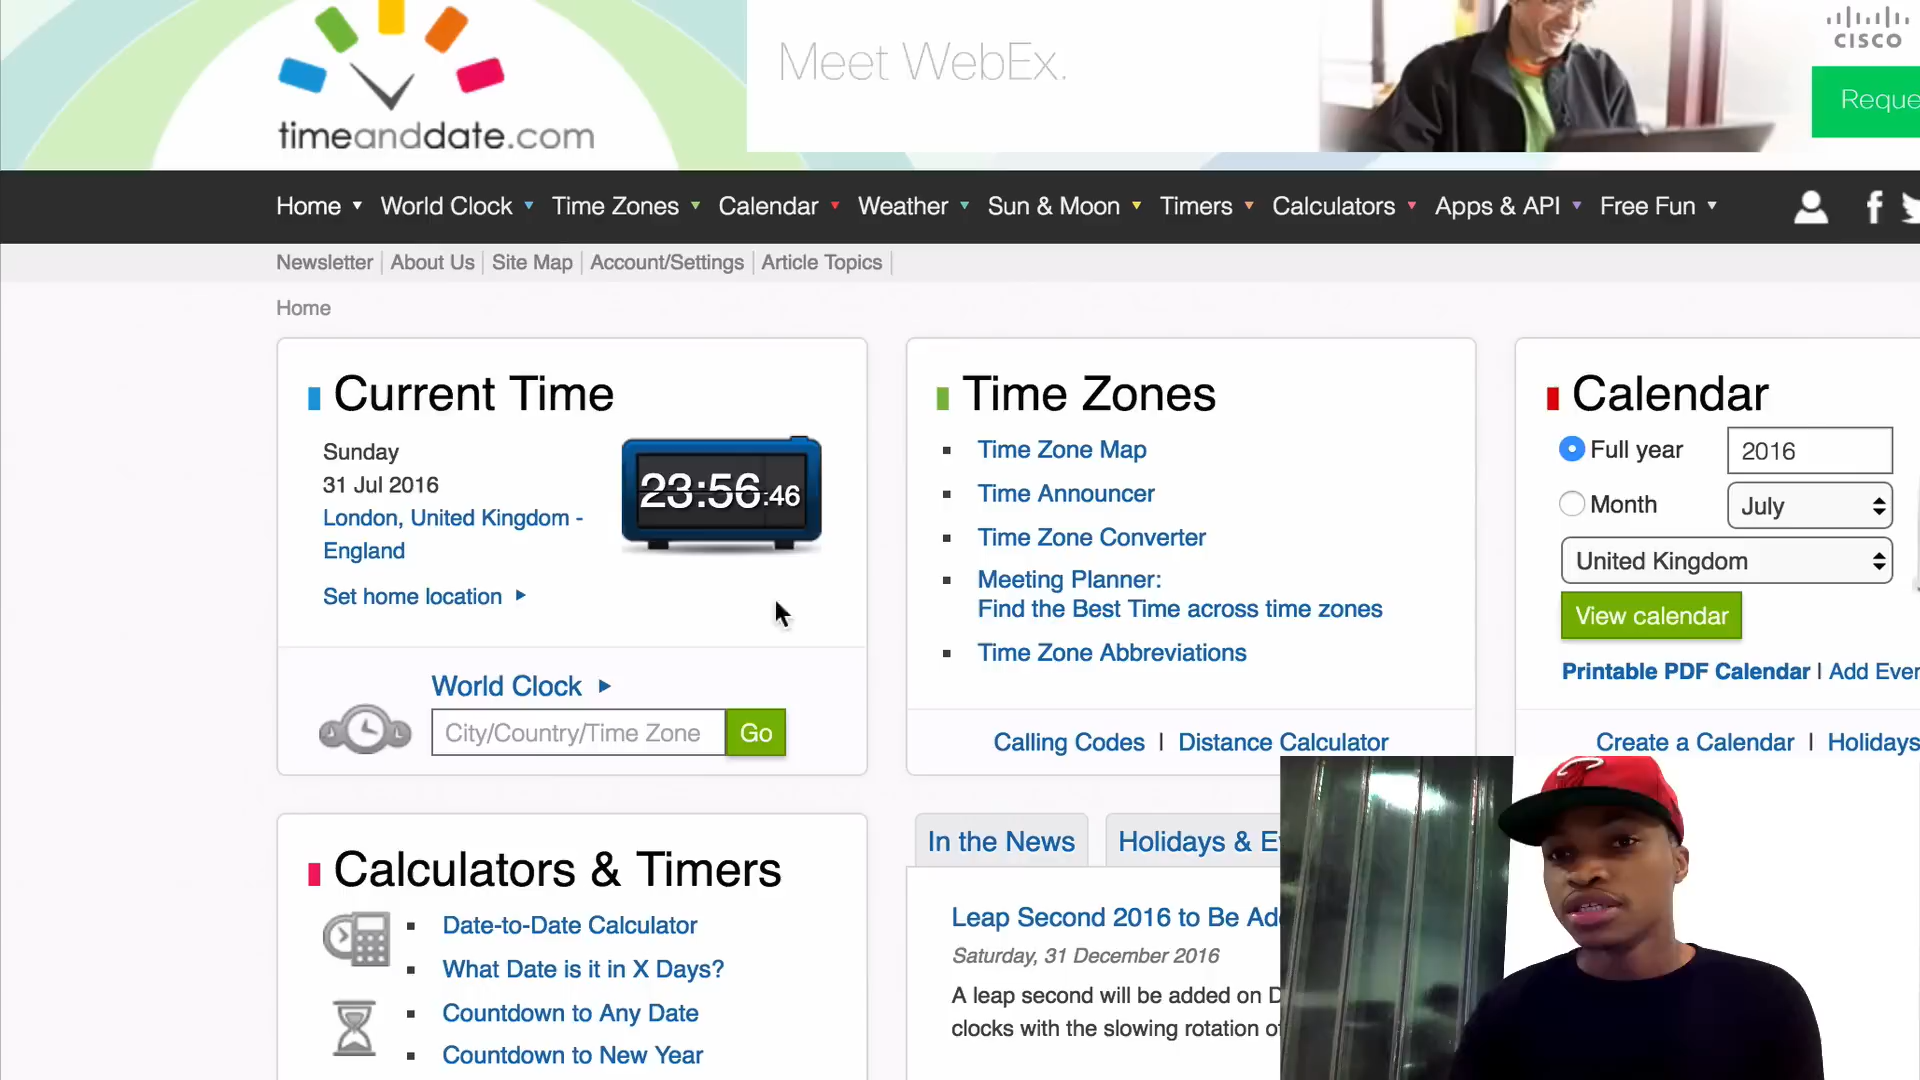 timeanddate.com
Meet WebEx.
CISCO
Reque
Home World Clock Time Zones Calendar Weather Sun & Moon Timers Calculators Apps & API Free Fun
Newsletter About Us Site Map Account/Settings Article Topics
Home
Current Time
Sunday
31 Jul 2016
London, United Kingdom -
England
Set home location
23:56:46
World Clock
City/Country/Time Zone Go
Time Zones
Time Zone Map
Time Announcer
Time Zone Converter
Meeting Planner:
Find the Best Time across time zones
Time Zone Abbreviations
Calling Codes | Distance Calculator
Calendar
Full year 2016
Month July
United Kingdom
View calendar
Printable PDF Calendar | Add Ever
Create a Calendar | Holidays
Calculators & Timers
Date-to-Date Calculator
What Date is it in X Days?
Countdown to Any Date
Countdown to New Year
In the News Holidays & E
Leap Second 2016 to Be Ad
Saturday, 31 December 2016
A leap second will be added on D
clocks with the slowing rotation o